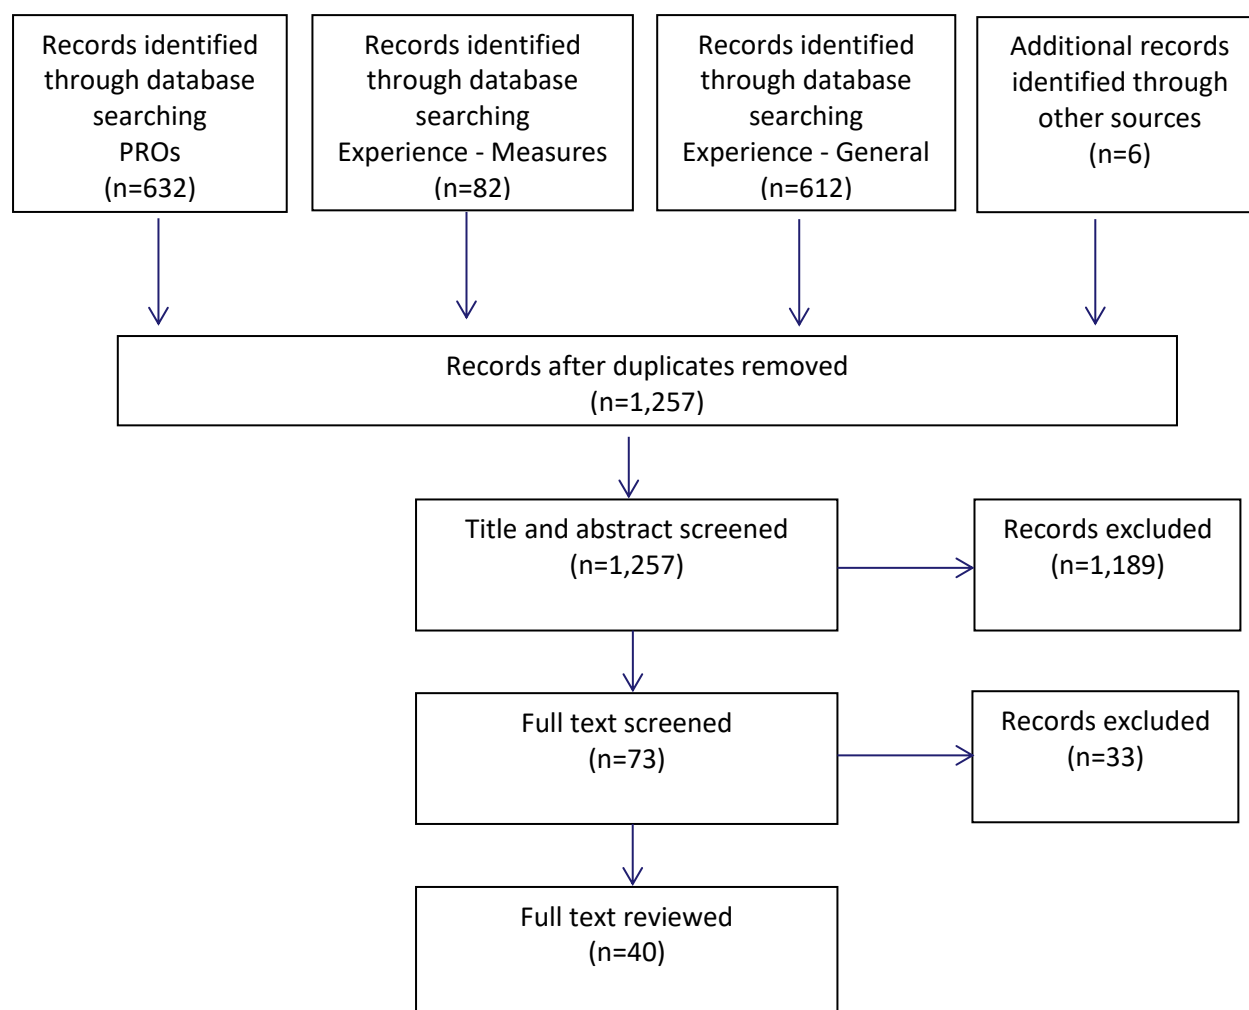 Records identified
through database
searching
PROs
(n=632)
Records identified
through database
searching
Experience - Measures
(n=82)
Records identified
through database
searching
Experience - General
(n=612)
Additional records
identified through
other sources
(n=6)
Records after duplicates removed
(n=1,257)
Title and abstract screened
(n=1,257)
Records excluded
(n=1,189)
Full text screened
(n=73)
Records excluded
(n=33)
Full text reviewed
(n=40)